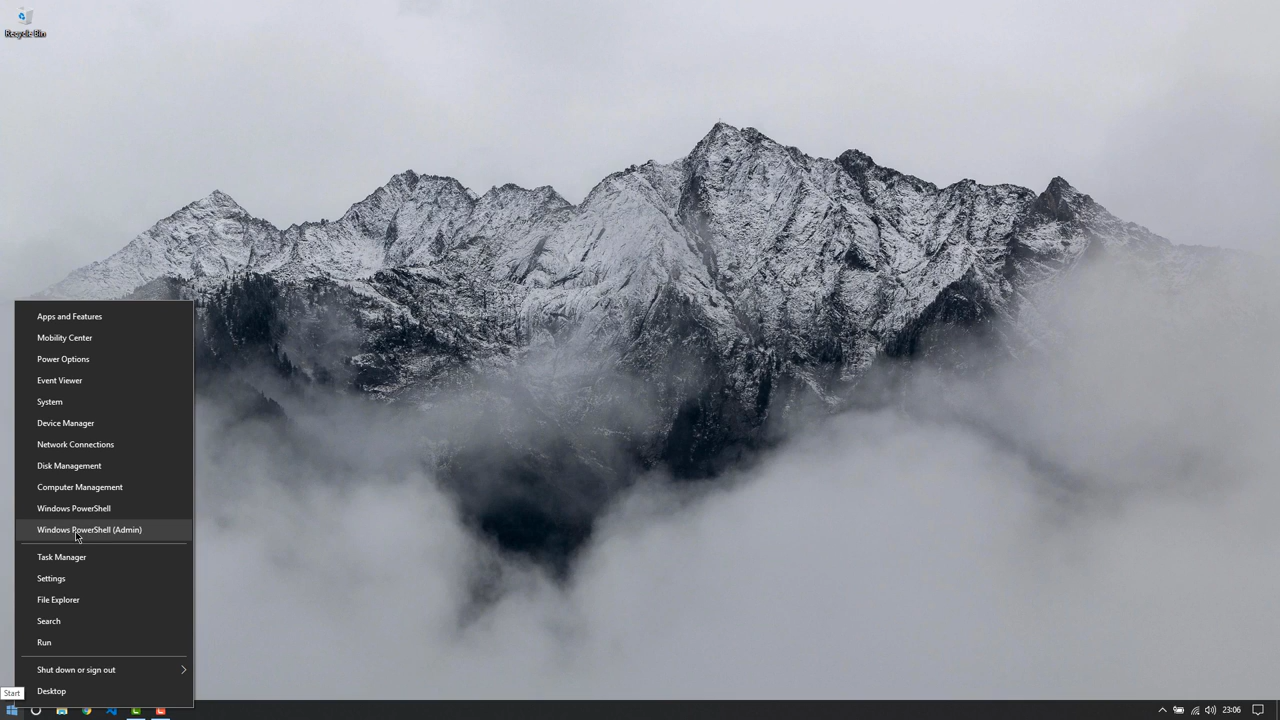 Recycle Bin
Apps and Features
Mobility Center
Power Options
Event Viewer
System
Device Manager
Network Connections
Disk Management
Computer Management
Windows PowerShell
Windows PowerShell (Admin)
Task Manager
Settings
File Explorer
Search
Run
Shut down or sign out
Desktop
Start
23:06